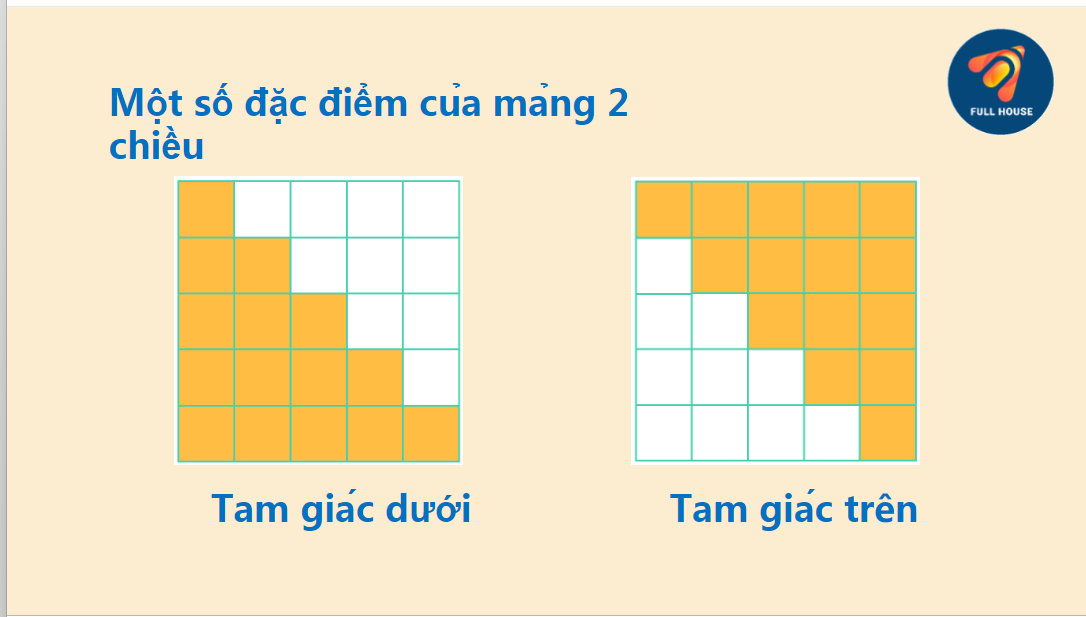 FULL HOUSE
Một số đặc điểm của mảng 2
chiều
Tam giác dưới
Tam giác trên